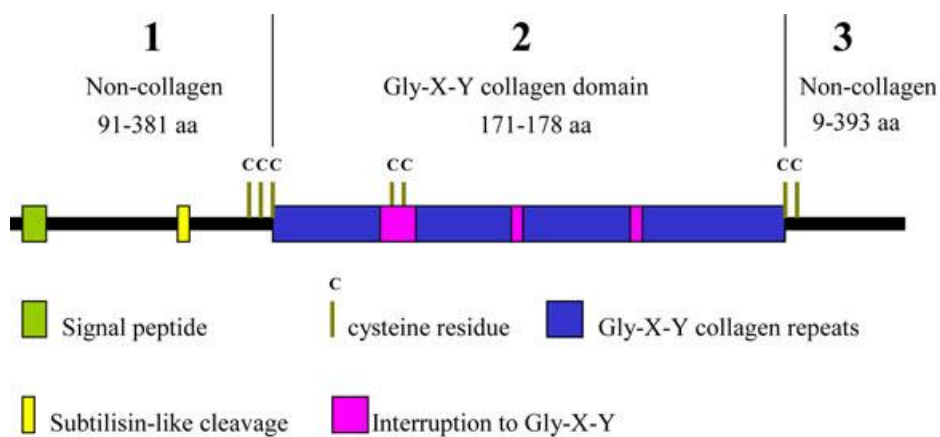 1
2
3
Non-collagen
Gly-X-Y collagen domain
Non-collagen
91-381 aa
171-178 aa
9-393 aa
CCC
CC
CC
C
Signal peptide
cysteine residue
Gly-X-Y collagen repeats
Subtilisin-like cleavage
Interruption to Gly-X-Y